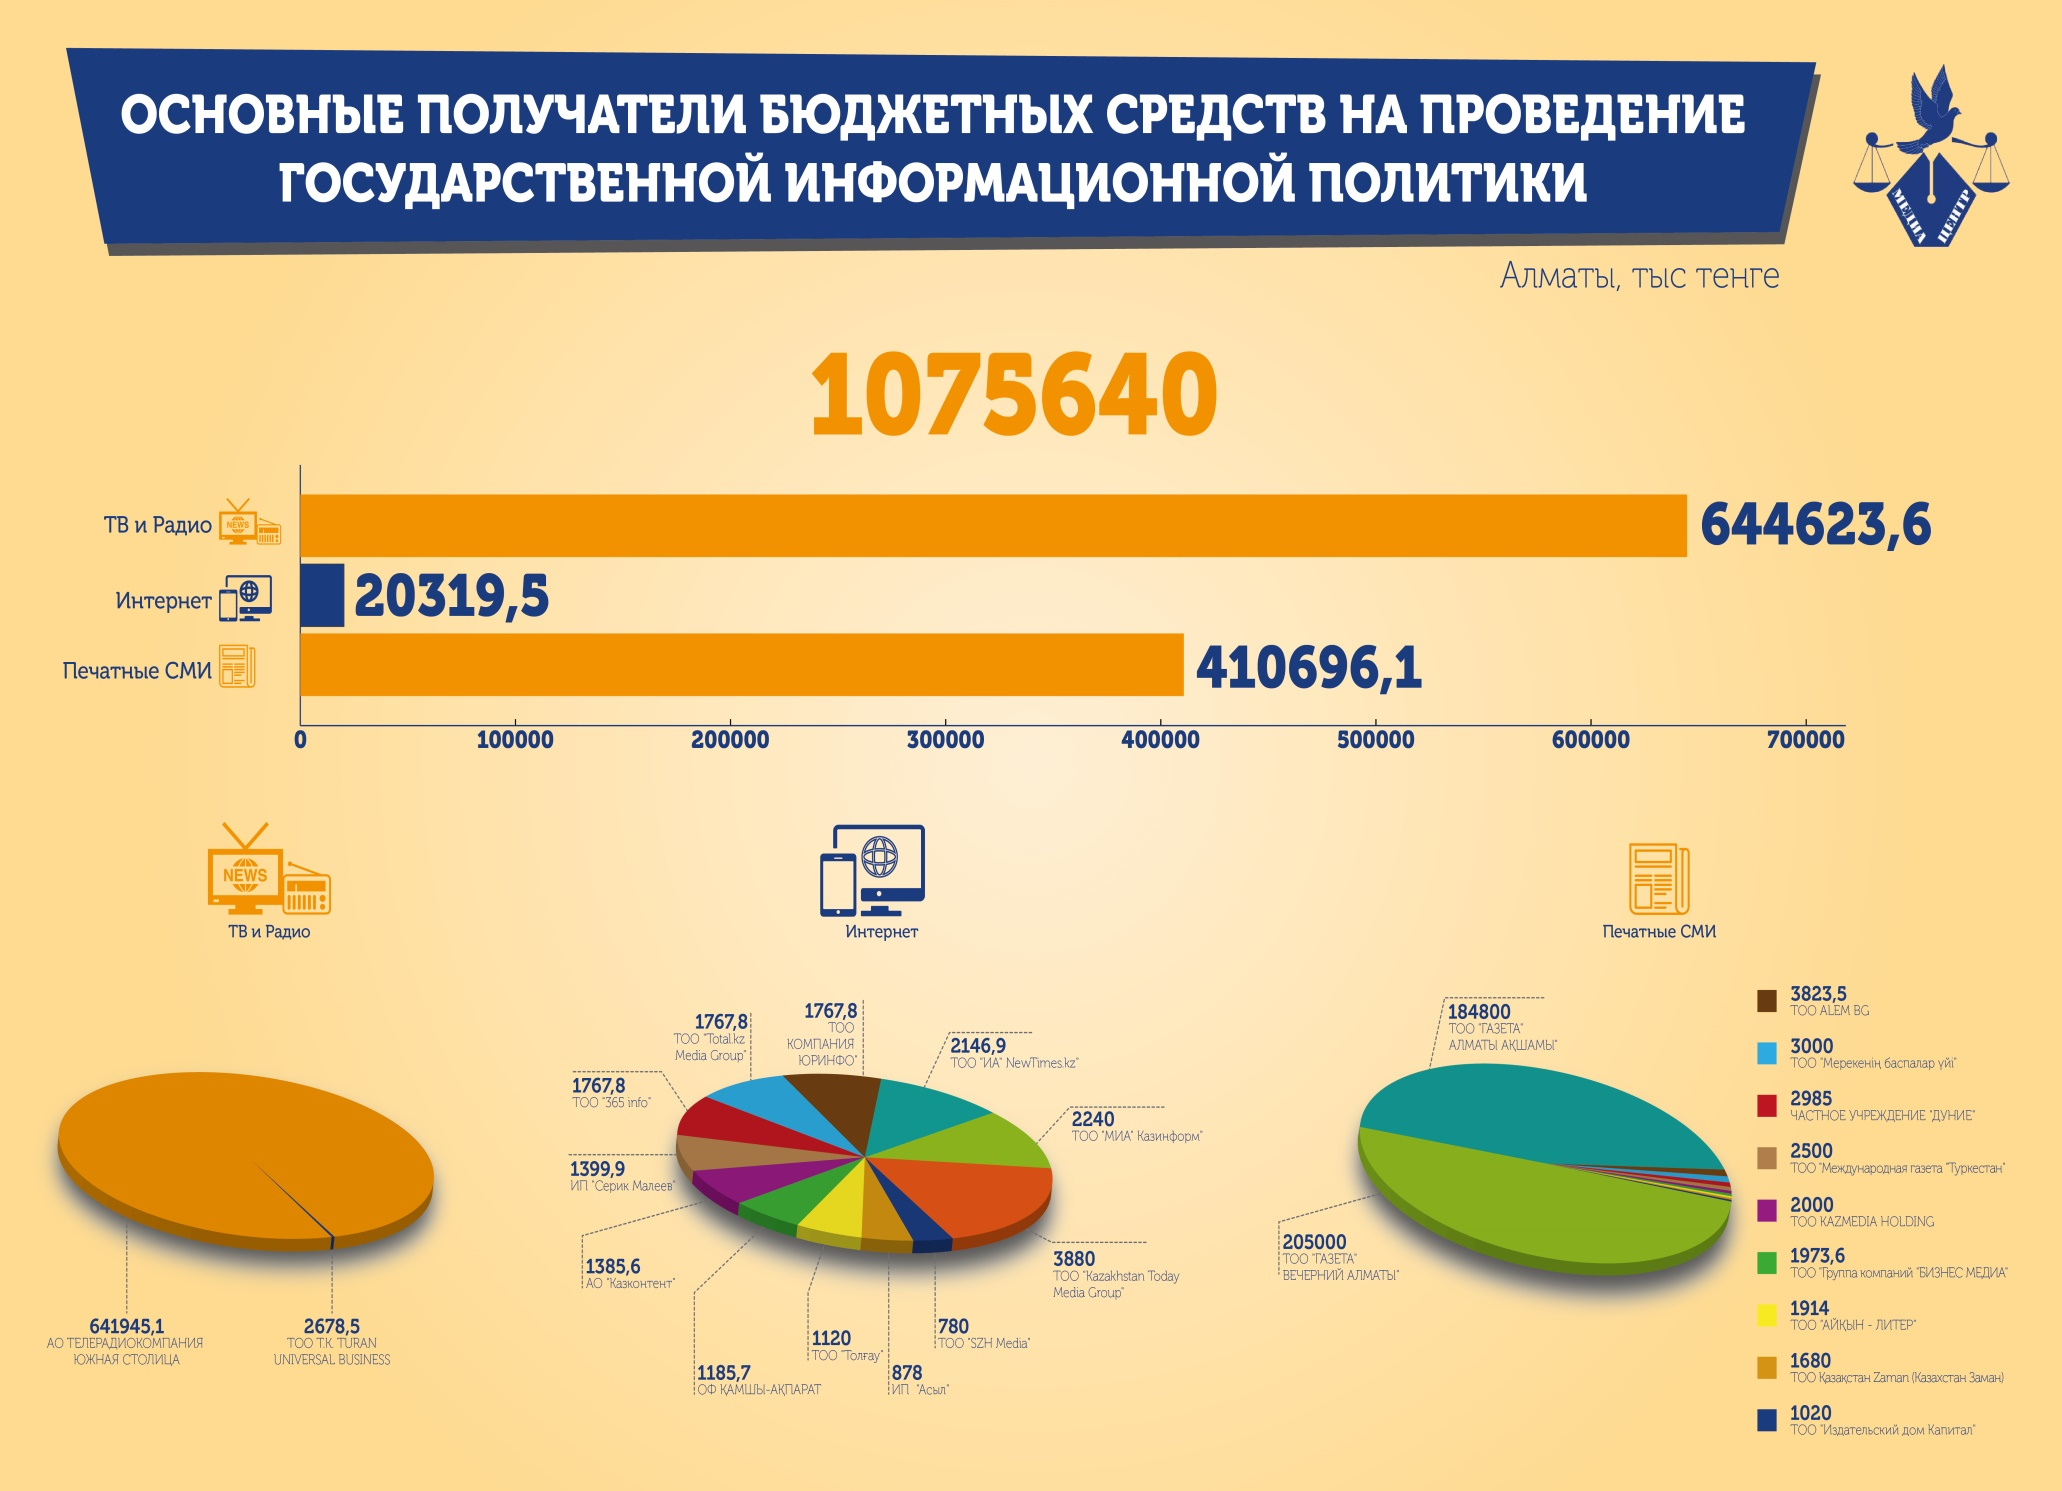 ОСНОВНЫЕ ПОЛУЧАТЕЛИ БЮДЖЕТНЫХ СРЕДСТВ НА ПРОВЕДЕНИЕ
ГОСУДАРСТВЕННОЙ ИНФОРМАЦИОННОЙ ПОЛИТИКИ
МЕДИА ЦЕНТР
Алматы, тыс тенге
1075640
ТВ и Радио
NEWS
644623,6
Интернет
20319,5
Печатные СМИ
410696,1
0 100000 200000 300000 400000 500000 600000 700000
NEWS
ТВ и Радио
641945,1
АО ТЕЛЕРАДИОКОМПАНИЯ
ЮЖНАЯ СТОЛИЦА
2678,5
ТОО Т.К. TURAN
UNIVERSAL BUSINESS
Интернет
1767,8
ТОО
КОМПАНИЯ
ЮРИНФО"
1767,8
ТОО "Total.kz
Media Group"
2146,9
ТОО "ИА" NewTimes.kz"
1767,8
ТОО "365 info"
2240
ТОО "МИА" Казинформ"
1399,9
ИП "Серик Малеев"
1385,6
АО "Казконтент"
3880
ТОО "Kazakhstan Today
Media Group"
1185,7
ОФ ҚАМШЫ-АҚПАРАТ
1120
ТОО "Толғау"
878
ИП "Асыл"
780
ТОО "SZH Media"
Печатные СМИ
184800
ТОО "ГАЗЕТА"
АЛМАТЫ АҚШАМЫ"
205000
ТОО "ГАЗЕТА"
ВЕЧЕРНИЙ АЛМАТЫ"
3823,5
ТОО ALEM BG
3000
ТОО "Мерекенің баспалар үйі"
2985
ЧАСТНОЕ УЧРЕЖДЕНИЕ "ДУНИЕ"
2500
ТОО "Международная газета "Туркестан"
2000
ТОО KAZMEDIA HOLDING
1973,6
ТОО "Группа компаний "БИЗНЕС МЕДИА"
1914
ТОО "АЙҚЫН - ЛИТЕР"
1680
ТОО Қазақстан Zaman (Казахстан Заман)
1020
ТОО "Издательский дом Капитал"